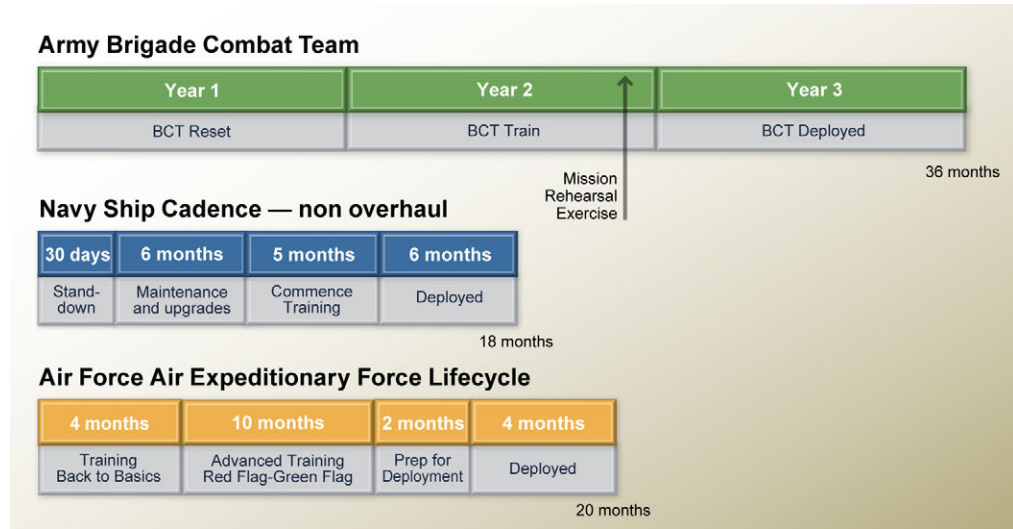 Army Brigade Combat Team
Year 1 Year 2 Year 3
BCT Reset BCT Train BCT Deployed
36 months
Mission
Rehearsal
Exercise
Navy Ship Cadence — non overhaul
30 days 6 months 5 months 6 months
Stand- Maintenance Commence Deployed
down and upgrades Training
18 months
Air Force Air Expeditionary Force Lifecycle
4 months 10 months 2 months 4 months
Training Advanced Training Prep for Deployed
Back to Basics Red Flag-Green Flag Deployment
20 months